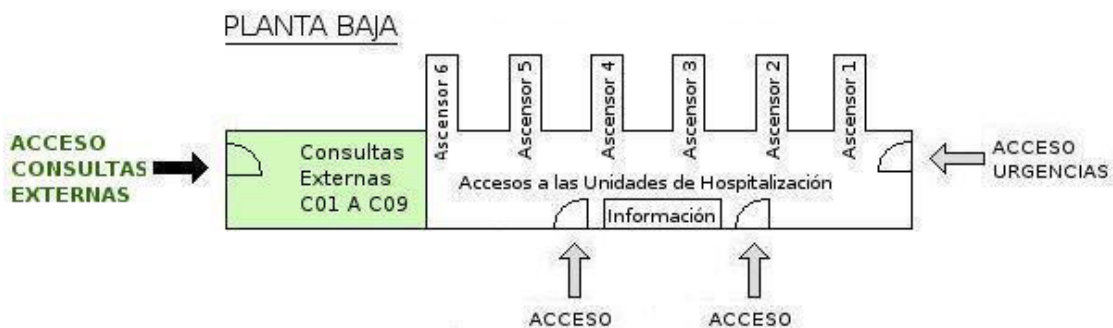 PLANTA BAJA
Ascensor 6
Ascensor 5
Ascensor 4
Ascensor 3
Ascensor 2
Ascensor 1
ACCESO
CONSULTAS
EXTERNAS
Consultas
Externas
C01 A C09
Accesos a las Unidades de Hospitalización
Información
ACCESO
URGENCIAS
ACCESO
ACCESO